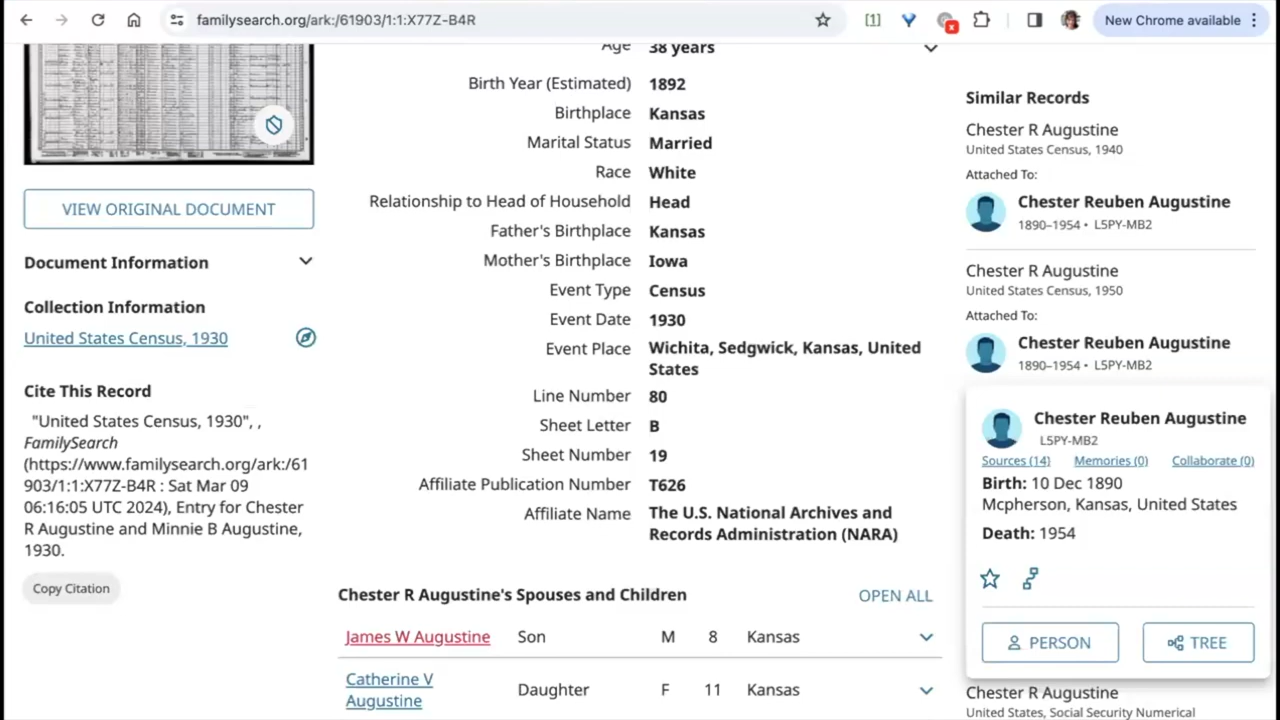 familysearch.org/ark:/61903/1:1:X77Z-B4R
[1]
x
New Chrome available
VIEW ORIGINAL DOCUMENT
Document Information
Collection Information
United States Census, 1930
Cite This Record
"United States Census, 1930", ,
FamilySearch
(https://www.familysearch.org/ark:/61
903/1:1:X77Z-B4R : Sat Mar 09
06:16:05 UTC 2024), Entry for Chester
R Augustine and Minnie B Augustine,
1930.
Copy Citation
Age 38 years
Birth Year (Estimated) 1892
Birthplace Kansas
Marital Status Married
Race White
Relationship to Head of Household Head
Father's Birthplace Kansas
Mother's Birthplace Iowa
Event Type Census
Event Date 1930
Event Place Wichita, Sedgwick, Kansas, United
States
Line Number 80
Sheet Letter B
Sheet Number 19
Affiliate Publication Number T626
Affiliate Name The U.S. National Archives and
Records Administration (NARA)
Chester R Augustine's Spouses and Children OPEN ALL
James W Augustine Son M 8 Kansas
Catherine V
Augustine Daughter F 11 Kansas
Similar Records
Chester R Augustine
United States Census, 1940
Attached To:
Chester Reuben Augustine
1890–1954 • L5PY-MB2
Chester R Augustine
United States Census, 1950
Attached To:
Chester Reuben Augustine
1890–1954 • L5PY-MB2
Chester Reuben Augustine
L5PY-MB2
Sources (14) Memories (0) Collaborate (0)
Birth: 10 Dec 1890
Mcpherson, Kansas, United States
Death: 1954
PERSON TREE
Chester R Augustine
United States, Social Security Numerical